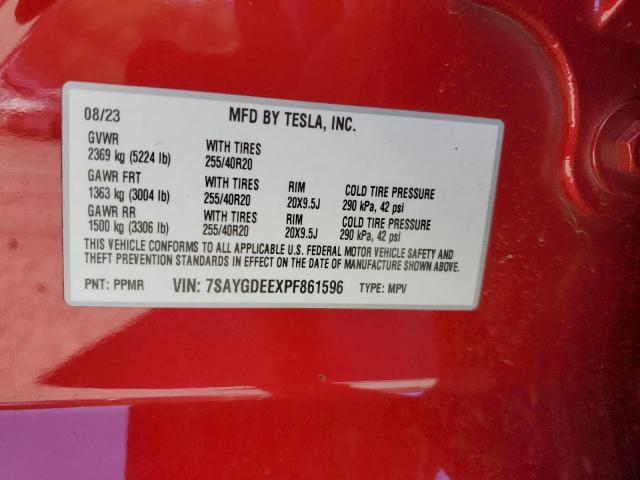 08/23 MFD BY TESLA, INC.
GVWR WITH TIRES
2369 kg (5224 lb) 255/40R20
GAWR FRT WITH TIRES RIM COLD TIRE PRESSURE
1363 kg (3004 lb) 255/40R20 20X9.5J 290 kPa, 42 psi
GAWR RR WITH TIRES RIM COLD TIRE PRESSURE
1500 kg (3306 lb) 255/40R20 20X9.5J 290 kPa, 42 psi
THIS VEHICLE CONFORMS TO ALL APPLICABLE U.S. FEDERAL MOTOR VEHICLE SAFETY AND
THEFT PREVENTION STANDARDS IN EFFECT ON THE DATE OF MANUFACTURE SHOWN ABOVE.
PNT: PPMR VIN: 7SAYGDEEXPF861596 TYPE: MPV